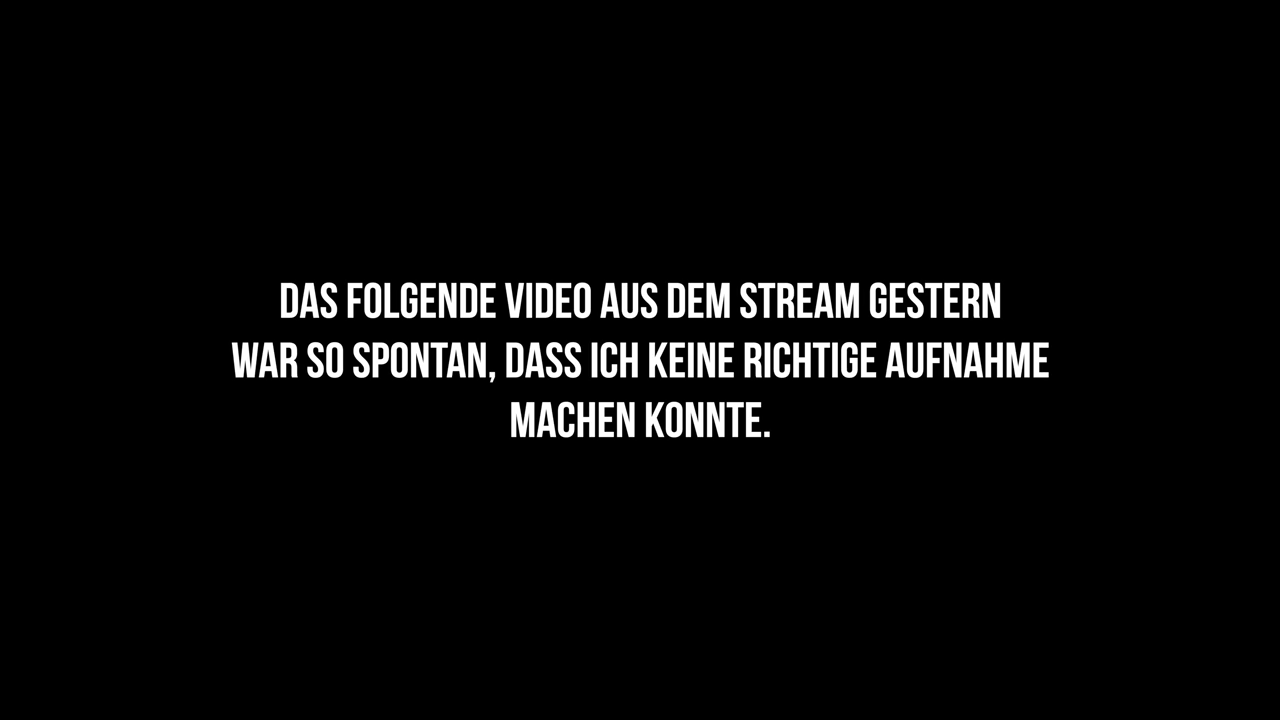 DAS FOLGENDE VIDEO AUS DEM STREAM GESTERN
WAR SO SPONTAN, DASS ICH KEINE RICHTIGE AUFNAHME
MACHEN KONNTE.